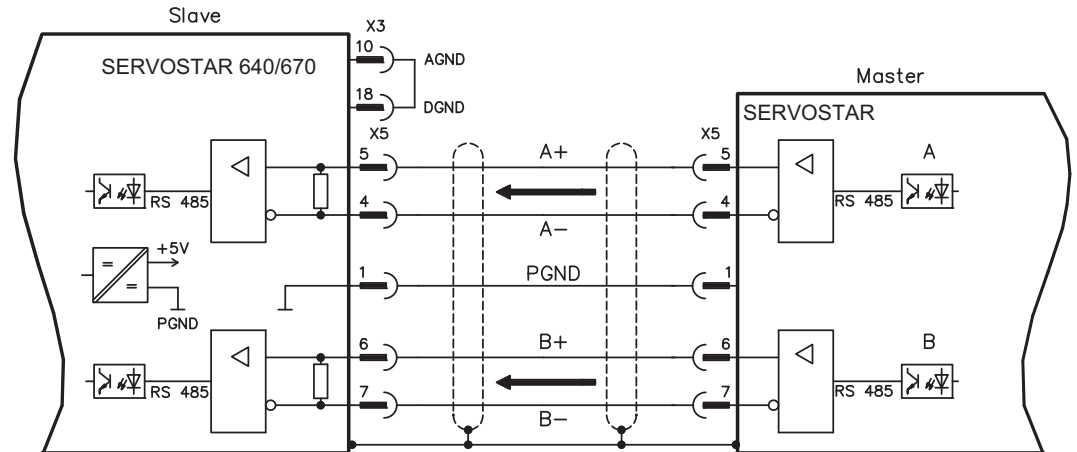 Slave
X3
10
AGND
SERVOSTAR 640/670
Master
18
DGND
SERVOSTAR
X5
X5
5
A+
5
A
RS 485
RS 485
4
A-
4
+5V
=
=
1
PGND
1
PGND
6
B+
6
B
RS 485
RS 485
7
B-
7